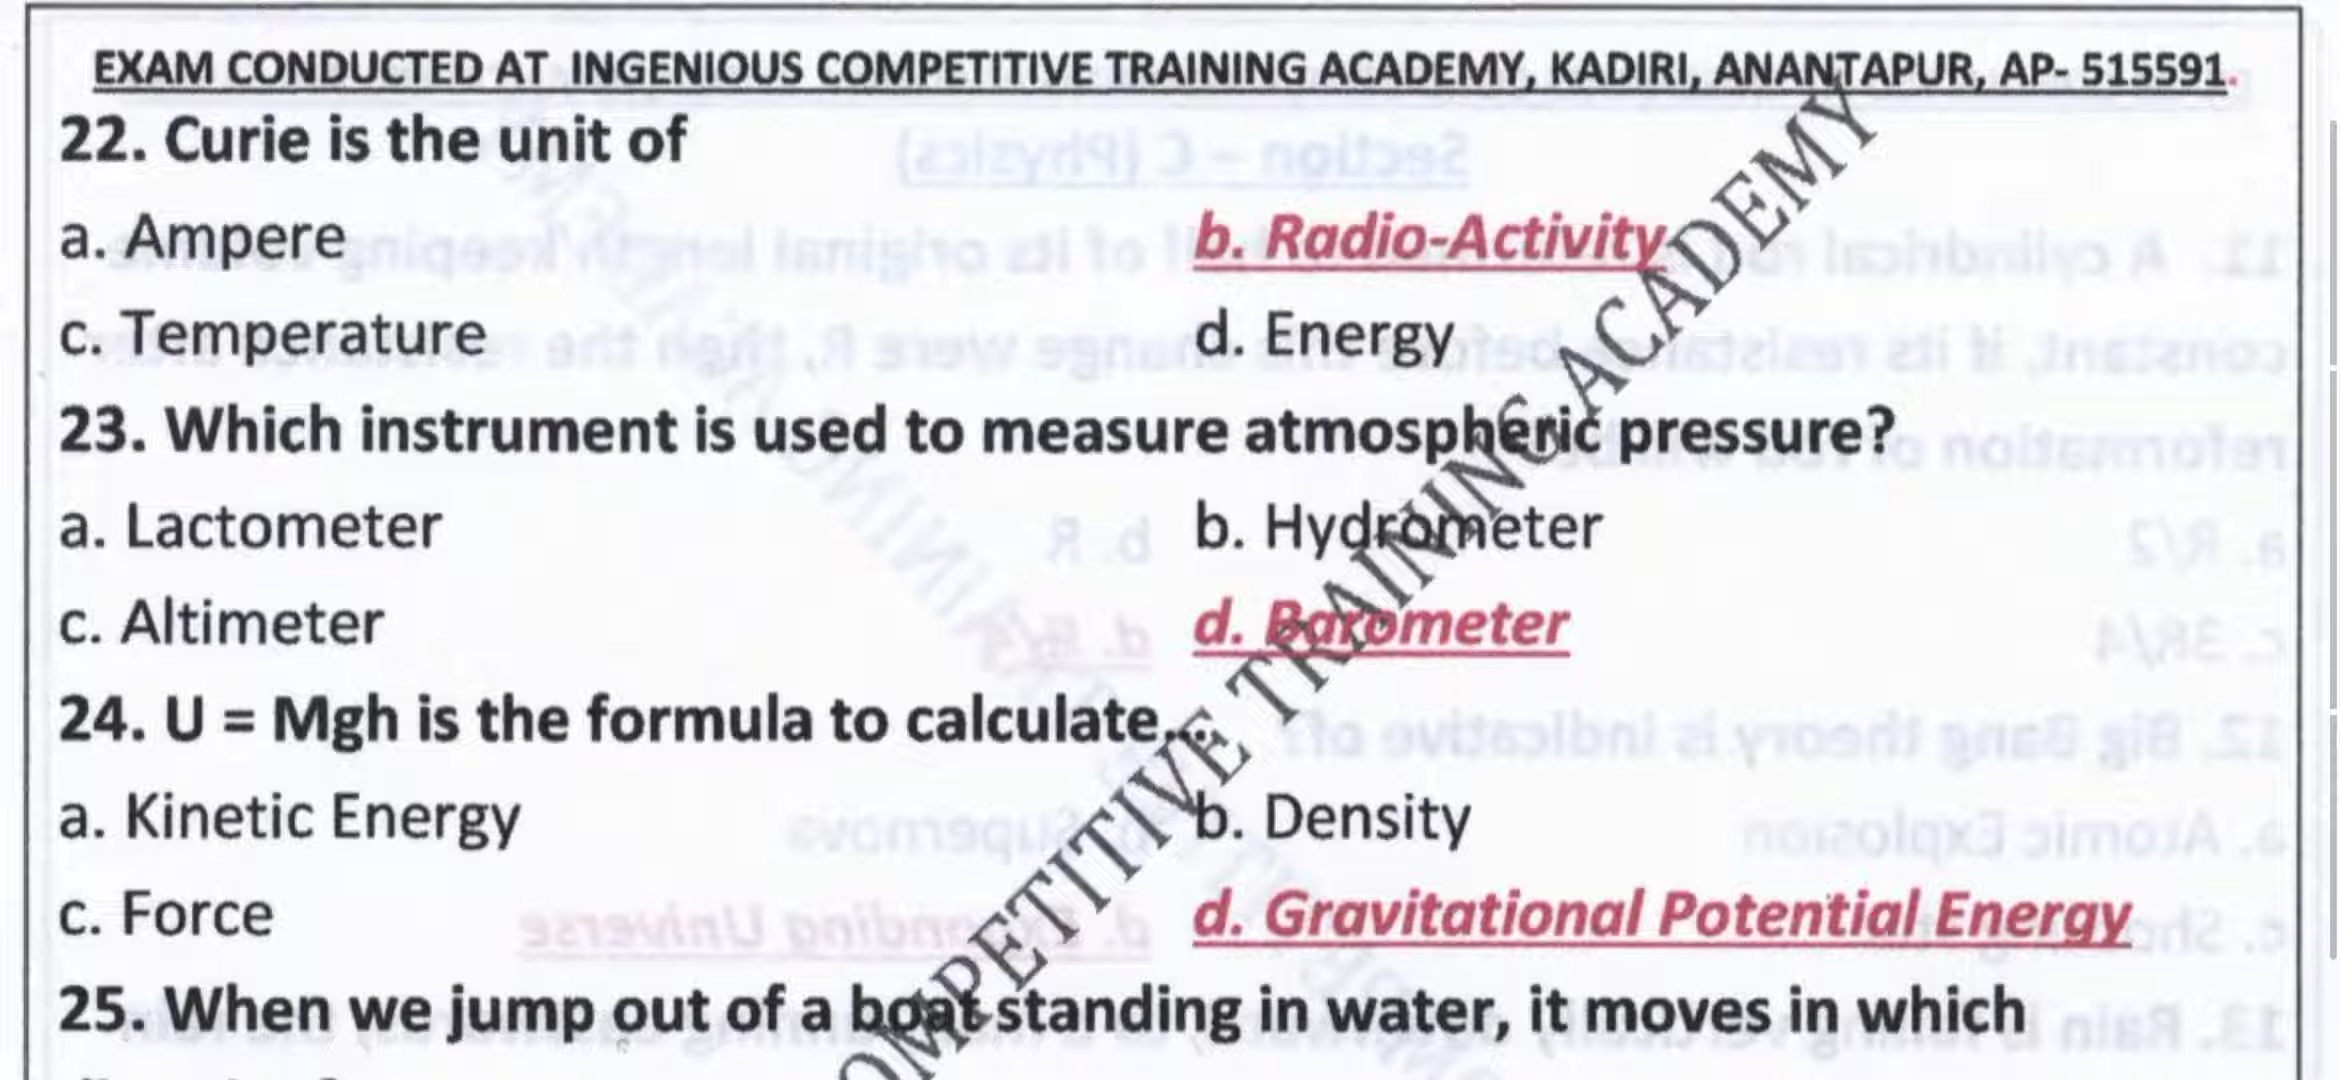 EXAM CONDUCTED AT INGENIOUS COMPETITIVE TRAINING ACADEMY, KADIRI, ANANTAPUR, AP- 515591.
22. Curie is the unit of
a. Ampere b. Radio-Activity
c. Temperature d. Energy
23. Which instrument is used to measure atmospheric pressure?
a. Lactometer b. Hydrometer
c. Altimeter d. Barometer
24. U = Mgh is the formula to calculate...
a. Kinetic Energy b. Density
c. Force d. Gravitational Potential Energy
25. When we jump out of a boat standing in water, it moves in which
TRAINING ACADEMY